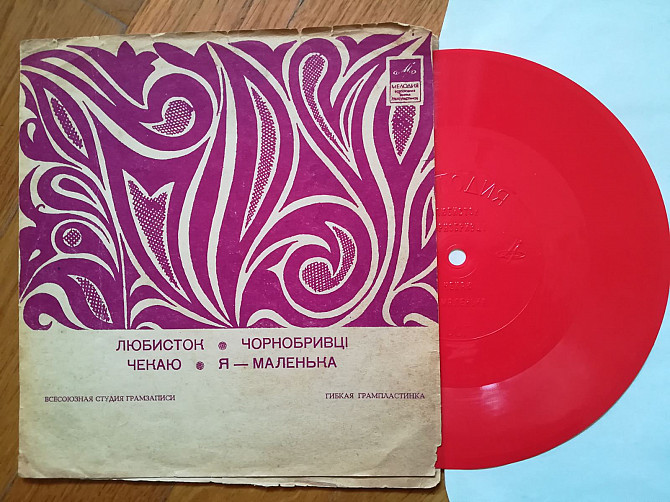 МЕЛОДИЯ
ЛЮБИСТОК • ЧОРНОБРИВЦІ
ЧЕКАЮ • Я — МАЛЕНЬКА
ВСЕСОЮЗНАЯ СТУДИЯ ГРАМЗАПИСИ
ГИБКАЯ ГРАМПЛАСТИНКА